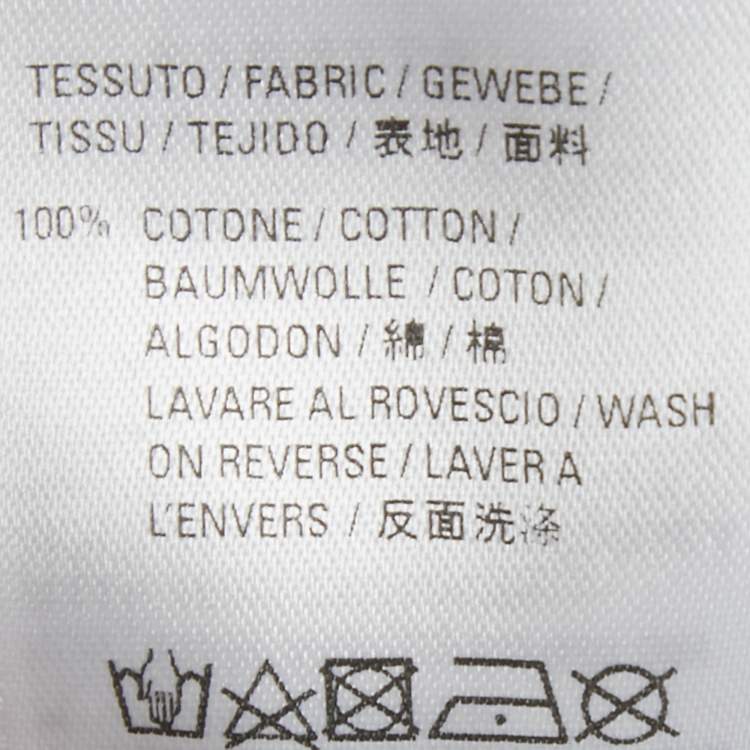 TESSUTO / FABRIC / GEWEBE /
TISSU / TEJIDO / 表地 / 面料
100% COTONE / COTTON /
BAUMWOLLE / COTON /
ALGODON / 綿 / 棉
LAVARE AL ROVESCIO / WASH
ON REVERSE / LAVER A
L'ENVERS / 反面洗涤